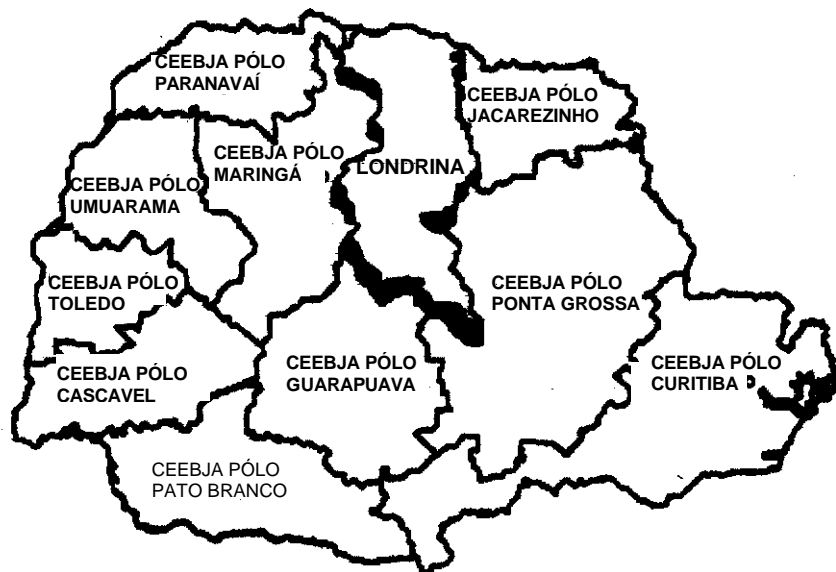 CEEBJA PÓLO
PARANAVAÍ
CEEBJA PÓLO
JACAREZINHO
CEEBJA PÓLO
MARINGÁ
LONDRINA
CEEBJA PÓLO
UMUARAMA
CEEBJA PÓLO
TOLEDO
CEEBJA PÓLO
PONTA GROSSA
CEEBJA PÓLO
CASCAVEL
CEEBJA PÓLO
GUARAPUAVA
CEEBJA PÓLO
CURITIBA
CEEBJA PÓLO
PATO BRANCO